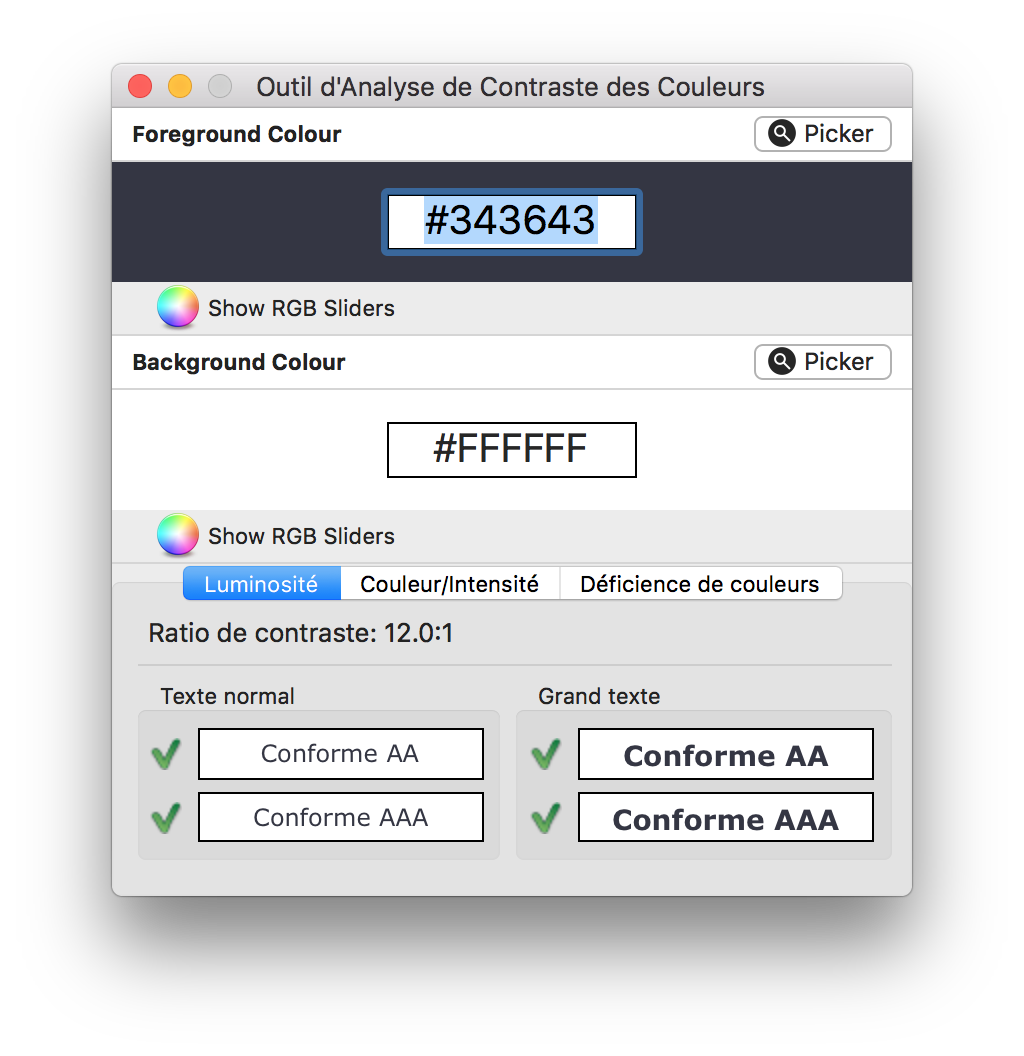 Outil d'Analyse de Contraste des Couleurs
Foreground Colour
Picker
#343643
Show RGB Sliders
Background Colour
Picker
#FFFFFF
Show RGB Sliders
Luminosité
Couleur/Intensité
Déficience de couleurs
Ratio de contraste: 12.0:1
Texte normal
Conforme AA
Conforme AAA
Grand texte
Conforme AA
Conforme AAA